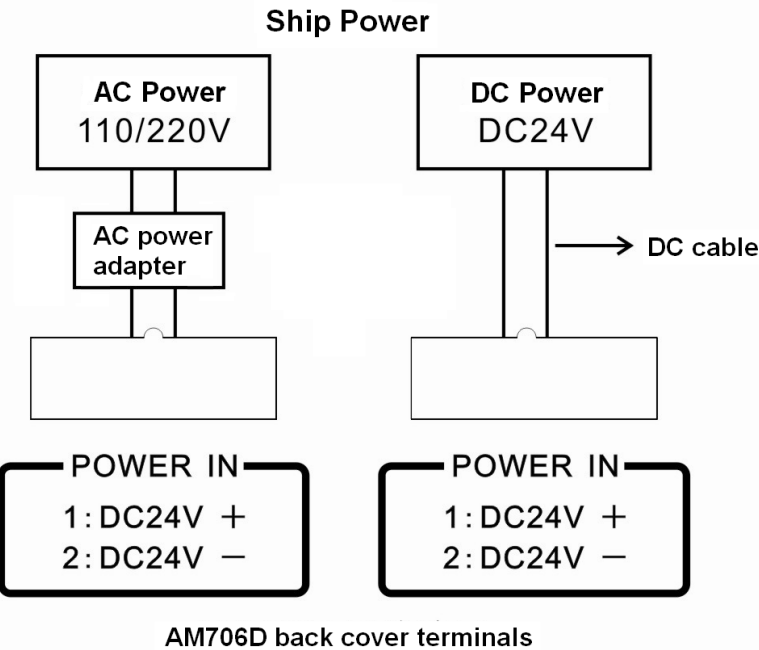 Ship Power
AC Power
110/220V
AC power
adapter
DC Power
DC24V
DC cable
POWER IN
1:DC24V +
2:DC24V −
POWER IN
1:DC24V +
2:DC24V −
AM706D back cover terminals